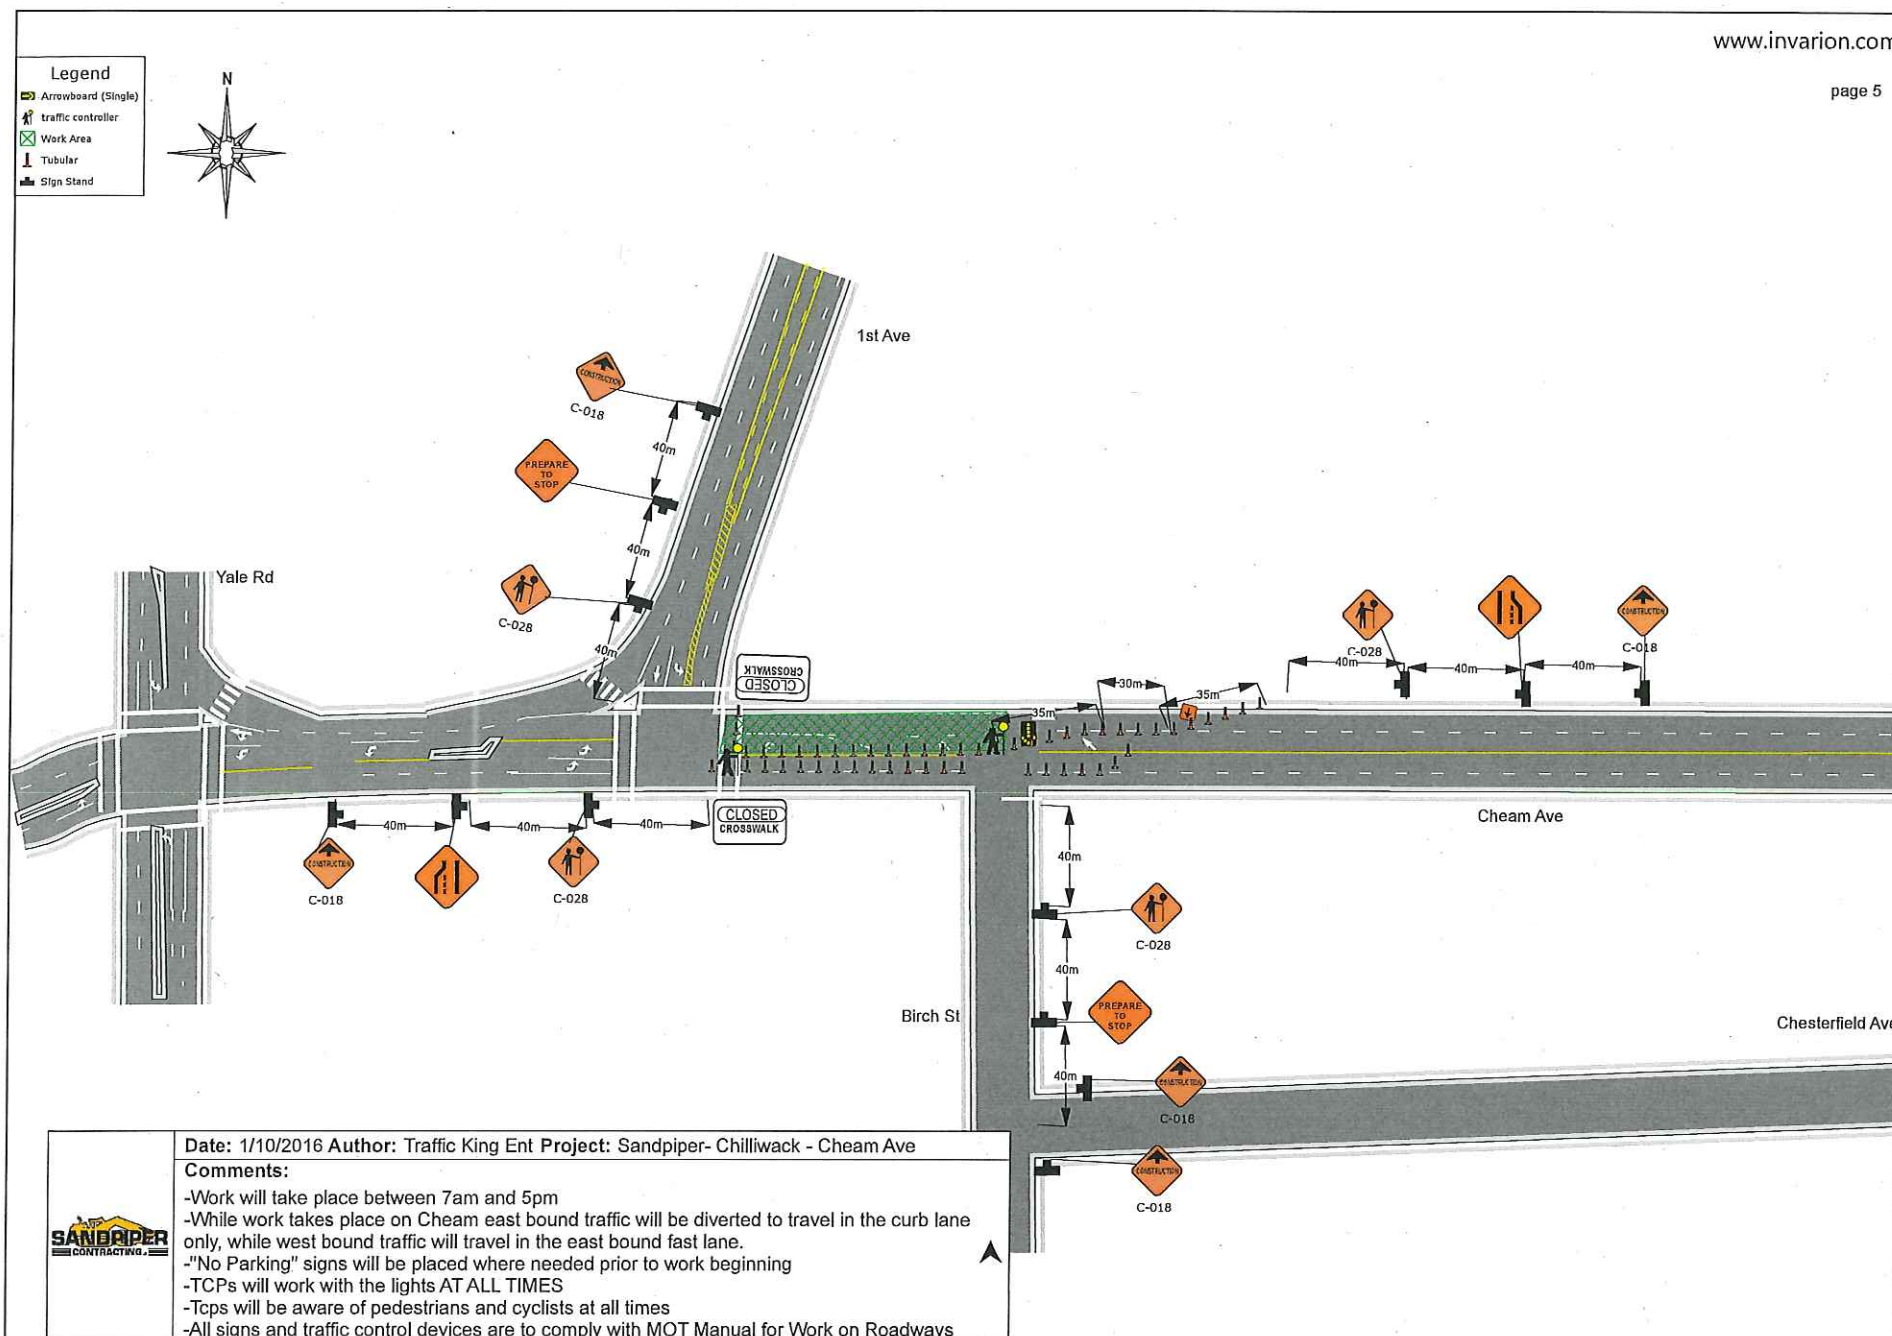 www.invarion.com
page 5
Legend
Arrowboard (Single)
traffic controller
Work Area
Tubular
Sign Stand
N
1st Ave
CONSTRUCTION
C-018
40m
PREPARE
TO
STOP
40m
C-028
40m
Yale Rd
CLOSED
CROSSWALK
35m
30m
35m
40m
C-028
40m
40m
CONSTRUCTION
C-018
40m
40m
40m
CONSTRUCTION
C-018
C-028
CLOSED
CROSSWALK
Cheam Ave
40m
C-028
40m
PREPARE
TO
STOP
Birch St
Chesterfield Ave
40m
CONSTRUCTION
C-018
CONSTRUCTION
C-018
Date: 1/10/2016 Author: Traffic King Ent Project: Sandpiper- Chilliwack - Cheam Ave
Comments:
-Work will take place between 7am and 5pm
-While work takes place on Cheam east bound traffic will be diverted to travel in the curb lane
only, while west bound traffic will travel in the east bound fast lane.
-"No Parking" signs will be placed where needed prior to work beginning
-TCPs will work with the lights AT ALL TIMES
-Tcps will be aware of pedestrians and cyclists at all times
-All signs and traffic control devices are to comply with MOT Manual for Work on Roadways
SANDPIPER
CONTRACTING